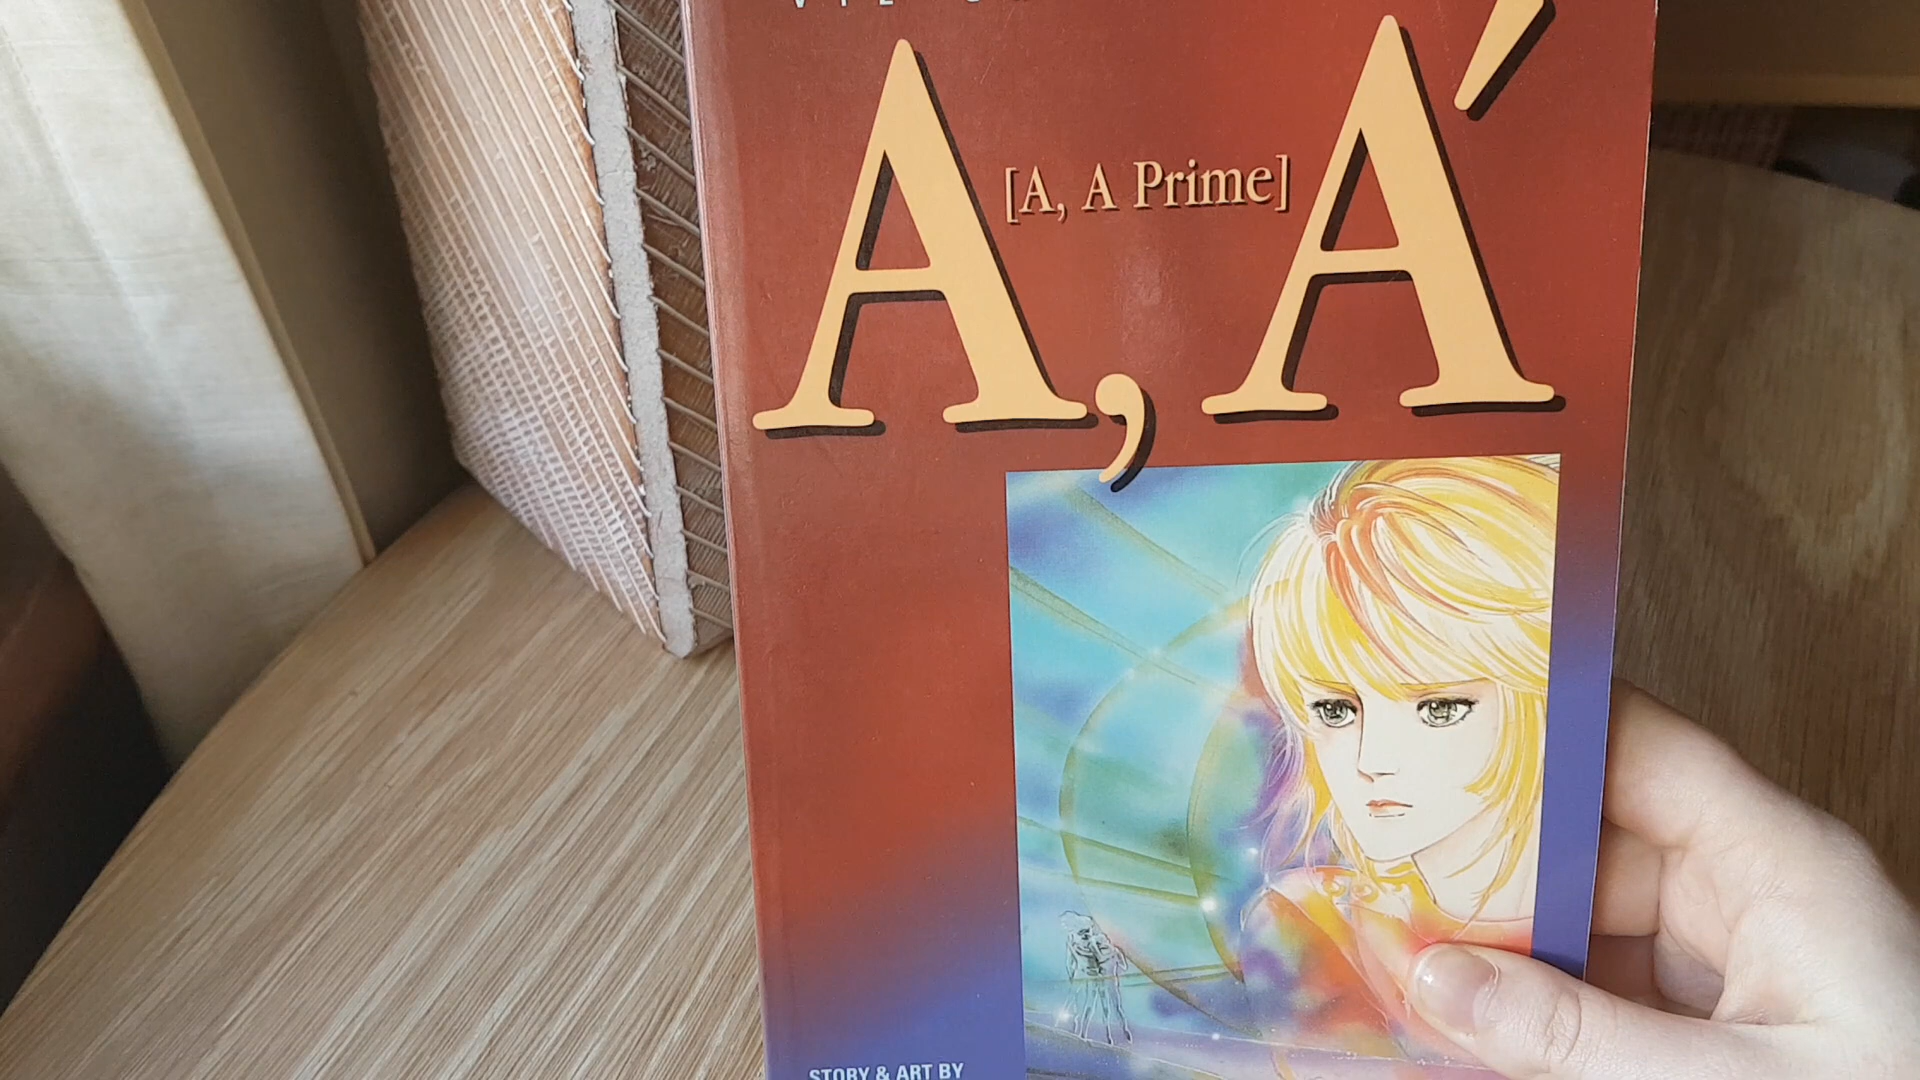 A, A′
[A, A Prime]
STORY & ART BY